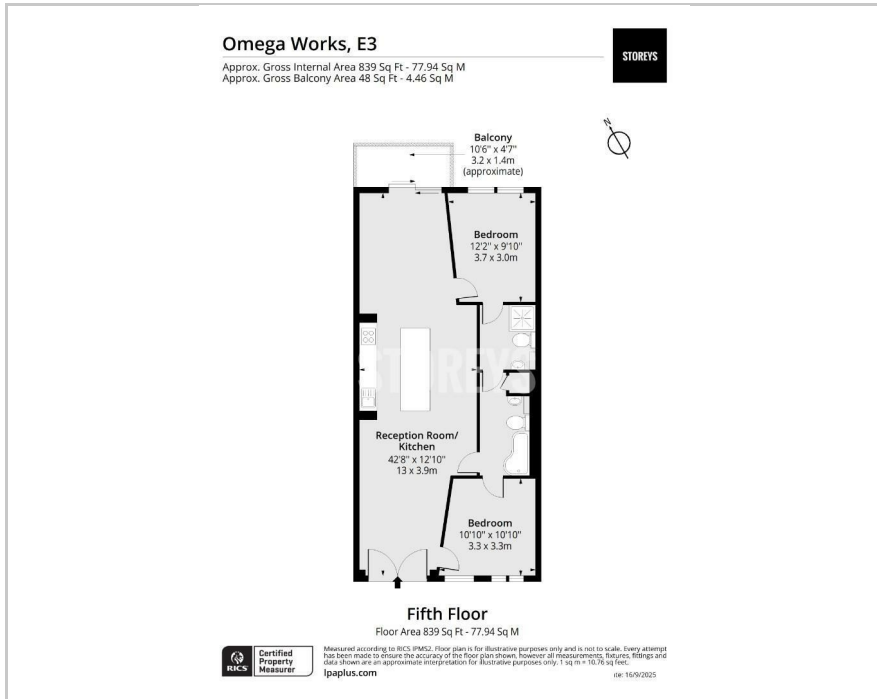 Omega Works, E3
Approx. Gross Internal Area 839 Sq Ft - 77.94 Sq M
Approx. Gross Balcony Area 48 Sq Ft - 4.46 Sq M
STOREYS
N
Balcony
10'6" x 4'7"
3.2 x 1.4m
(approximate)
Bedroom
12'2" x 9'10"
3.7 x 3.0m
STOREYS
Reception Room/
Kitchen
42'8" x 12'10"
13 x 3.9m
Bedroom
10'10" x 10'10"
3.3 x 3.3m
Fifth Floor
Floor Area 839 Sq Ft - 77.94 Sq M
RICS
Certified
Property
Measurer
Measured according to RICS IPMS2. Floor plan is for illustrative purposes only and is not to scale. Every attempt
has been made to ensure the accuracy of the floor plan shown, however all measurements, fixtures, fittings and
data shown are an approximate interpretation for illustrative purposes only. 1 sq m = 10.76 sq feet.
lpaplus.com
te: 16/9/2025